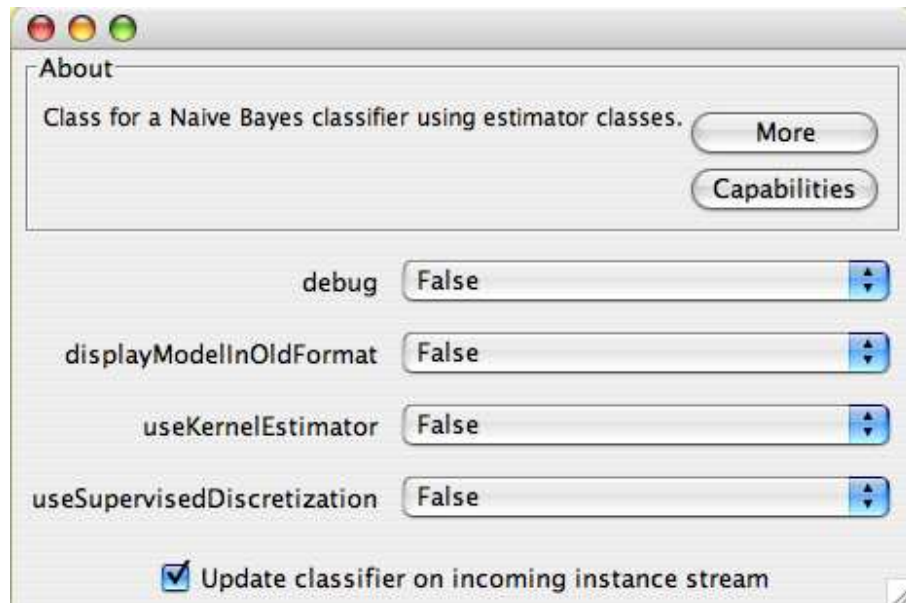 About
Class for a Naive Bayes classifier using estimator classes.
More
Capabilities
debug False
displayModelInOldFormat False
useKernelEstimator False
useSupervisedDiscretization False
Update classifier on incoming instance stream